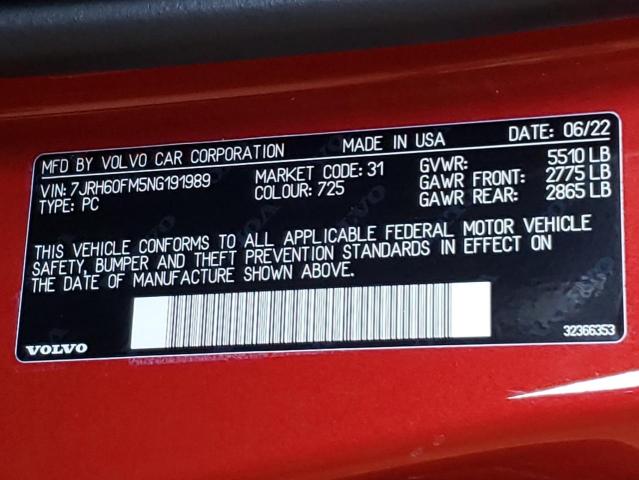 MFD BY VOLVO CAR CORPORATION MADE IN USA DATE: 06/22
VIN: 7JRH60FM5NG191989 MARKET CODE: 31 GVWR: 5510 LB
TYPE: PC COLOUR: 725 GAWR FRONT: 2775 LB
GAWR REAR: 2865 LB
THIS VEHICLE CONFORMS TO ALL APPLICABLE FEDERAL MOTOR VEHICLE
SAFETY, BUMPER AND THEFT PREVENTION STANDARDS IN EFFECT ON
THE DATE OF MANUFACTURE SHOWN ABOVE.
VOLVO 32366353